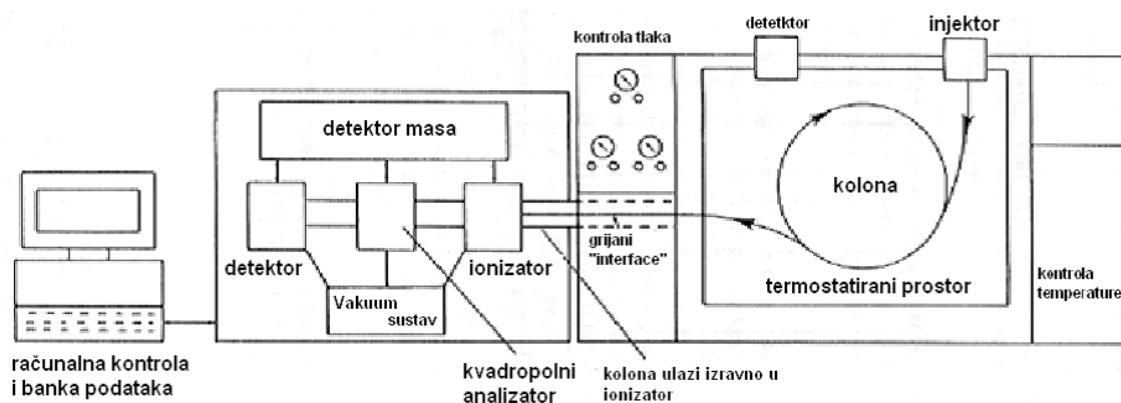 detetktor
injektor
kontrola tlaka
detektor masa
kolona
grijani
"interface"
detektor
ionizator
termostatirani prostor
kontrola
temperature
Vakuum
sustav
računalna kontrola
i banka podataka
kvadropolni
analizator
kolona ulazi izravno u
ionizator